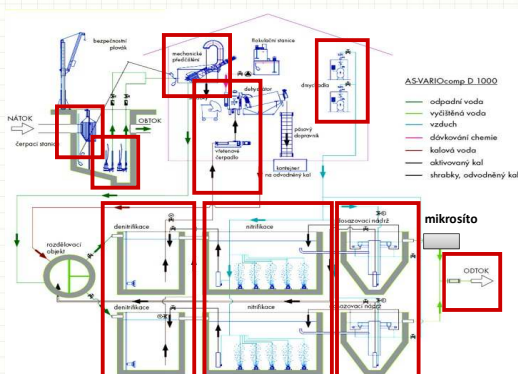 bezpečnostní
plovák
mechanické
předčištění
flokulační stanice
dehydrátor
dmychadla
AS-VARIOcomp D 1000
odpadní voda
vyčištěná voda
vzduch
dávkování chemie
kalová voda
aktivovaný kal
shrabky, odvodněný kal
NÁTOK
OBTOK
čerpací stanice
pásový
dopravník
vřetenové
čerpadlo
kontejner
na odvodněný kal
denitrifikace
nitrifikace
dosazovací nádrž
mikrosíto
rozdělovací
objekt
ODTOK
denitrifikace
nitrifikace
dosazovací nádrž